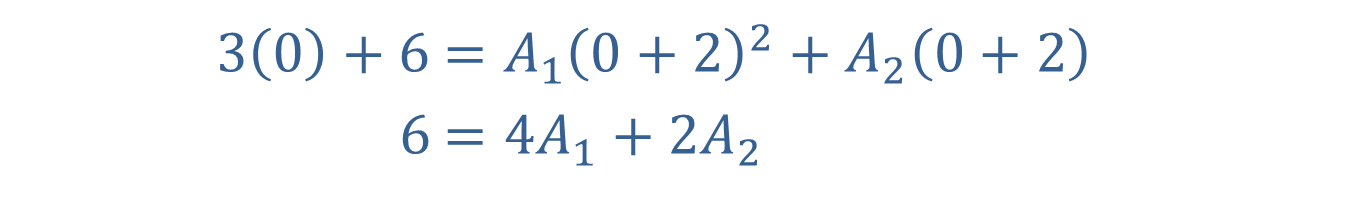 3(0) + 6 = A₁(0 + 2)² + A₂(0 + 2)
6 = 4A₁ + 2A₂